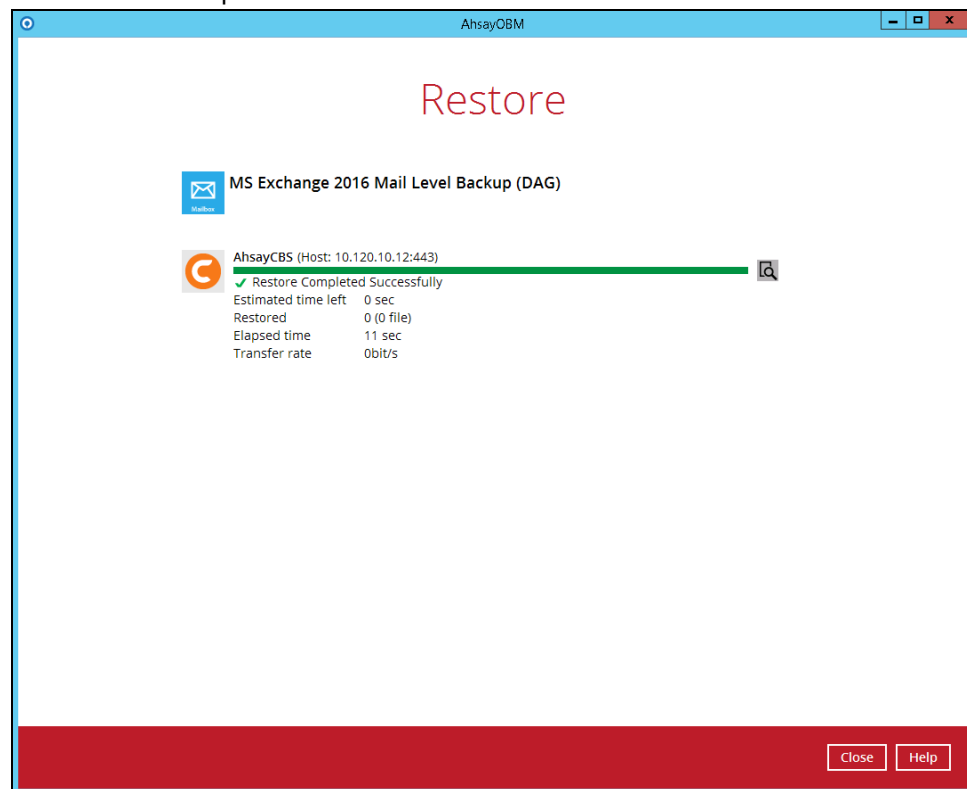 AhsayOBM
Restore
MS Exchange 2016 Mail Level Backup (DAG)
Mailbox
AhsayCBS (Host: 10.120.10.12:443)
Restore Completed Successfully
Estimated time left 0 sec
Restored 0 (0 file)
Elapsed time 11 sec
Transfer rate 0bit/s
Close Help